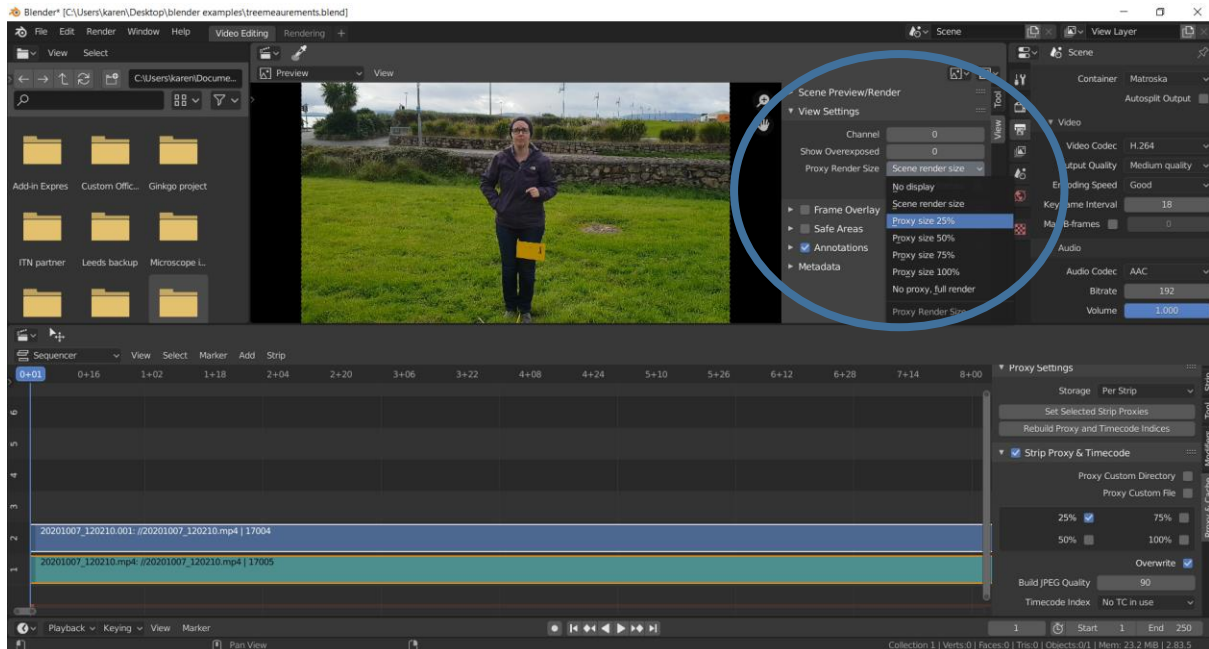 Blender* [C:\Users\karen\Desktop\blender examples\treemeaurements.blend]
File Edit Render Window Help Video Editing Rendering + Scene View Layer
View Select
Preview View
Scene
C:\Users\karen\Docume...
Scene Preview/Render
View Settings
Channel 0
Show Overexposed 0
Proxy Render Size Scene render size
No display
Scene render size
Proxy size 25%
Proxy size 50%
Proxy size 75%
Proxy size 100%
No proxy, full render
Proxy Render Size
Frame Overlay
Safe Areas
Annotations
Metadata
Tool
View
Container Matroska
Autosplit Output
Video
Video Codec H.264
Output Quality Medium quality
Encoding Speed Good
Keyframe Interval 18
Max B-frames 0
Audio
Audio Codec AAC
Bitrate 192
Volume 1.000
Add-in Expres Custom Offic... Ginkgo project
ITN partner Leeds backup Microscope i...
Sequencer View Select Marker Add Strip
0+01 0+16 1+02 1+18 2+04 2+20 3+06 3+22 4+08 4+24 5+10 5+26 6+12 6+28 7+14 8+00
6
5
4
3
2
1
20201007_120210.001: //20201007_120210.mp4 | 17004
20201007_120210.mp4: //20201007_120210.mp4 | 17005
Proxy Settings
Storage Per Strip
Set Selected Strip Proxies
Rebuild Proxy and Timecode Indices
Strip Proxy & Timecode
Proxy Custom Directory
Proxy Custom File
25% 75%
50% 100%
Overwrite
Build JPEG Quality 90
Timecode Index No TC in use
Strip
Tool
Modifiers
Proxy & Cache
Playback Keying View Marker 1 Start 1 End 250
Pan View
Collection 1 | Verts:0 | Faces:0 | Tris:0 | Objects:0/1 | Mem: 23.2 MiB | 2.83.5